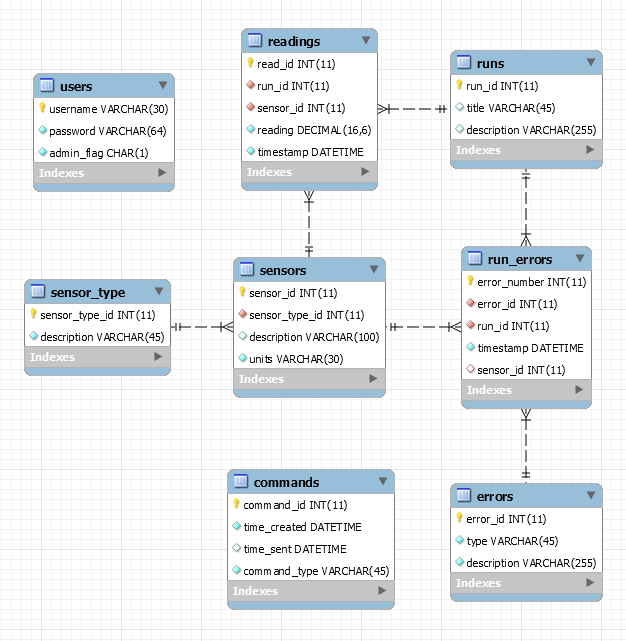 readings
read_id INT(11)
run_id INT(11)
sensor_id INT(11)
reading DECIMAL(16,6)
timestamp DATETIME
Indexes
runs
run_id INT(11)
title VARCHAR(45)
description VARCHAR(255)
Indexes
users
username VARCHAR(30)
password VARCHAR(64)
admin_flag CHAR(1)
Indexes
sensor_type
sensor_type_id INT(11)
description VARCHAR(45)
Indexes
sensors
sensor_id INT(11)
sensor_type_id INT(11)
description VARCHAR(100)
units VARCHAR(30)
Indexes
run_errors
error_number INT(11)
error_id INT(11)
run_id INT(11)
timestamp DATETIME
sensor_id INT(11)
Indexes
commands
command_id INT(11)
time_created DATETIME
time_sent DATETIME
command_type VARCHAR(45)
Indexes
errors
error_id INT(11)
type VARCHAR(45)
description VARCHAR(255)
Indexes